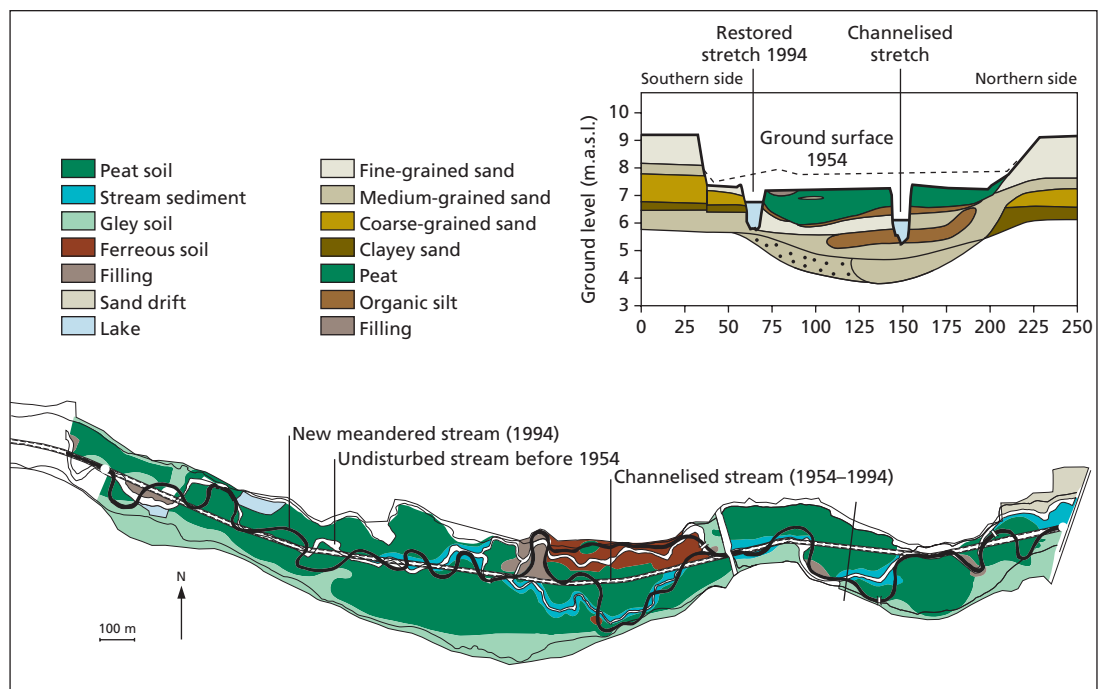 Restored
stretch 1994
Channelised
stretch
Southern side
Northern side
Ground level (m.a.s.l.)
10
9
8
7
6
5
4
3
Ground surface
1954
0 25 50 75 100 125 150 175 200 225 250
Peat soil
Stream sediment
Gley soil
Ferreous soil
Filling
Sand drift
Lake
Fine-grained sand
Medium-grained sand
Coarse-grained sand
Clayey sand
Peat
Organic silt
Filling
New meandered stream (1994)
Undisturbed stream before 1954
Channelised stream (1954–1994)
N
100 m